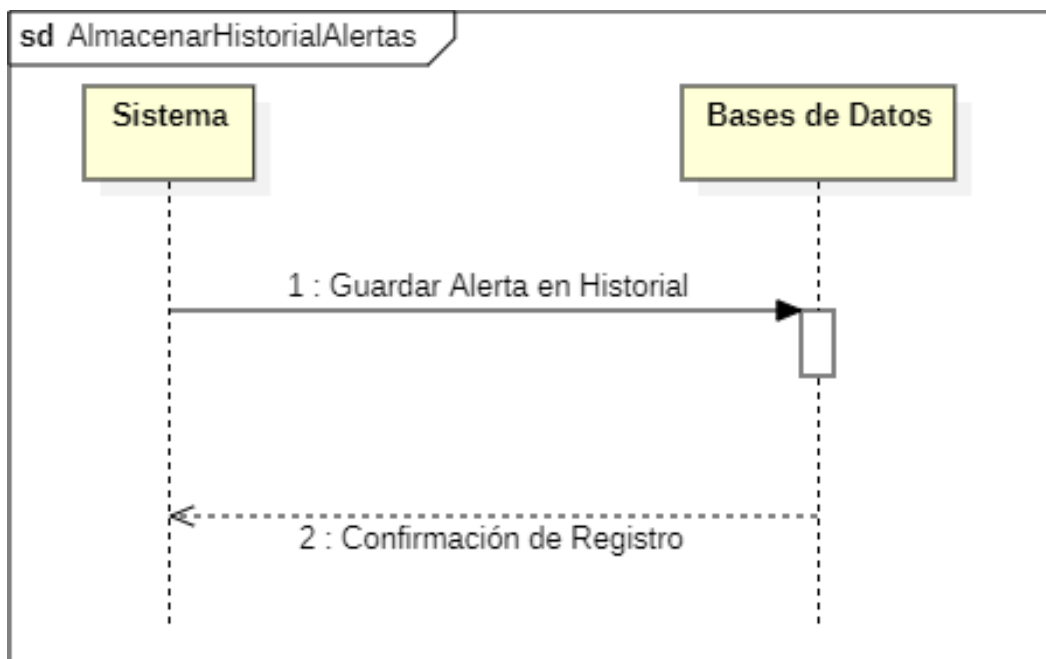 sd AlmacenarHistorialAlertas
Sistema
Bases de Datos
1 : Guardar Alerta en Historial
2 : Confirmación de Registro